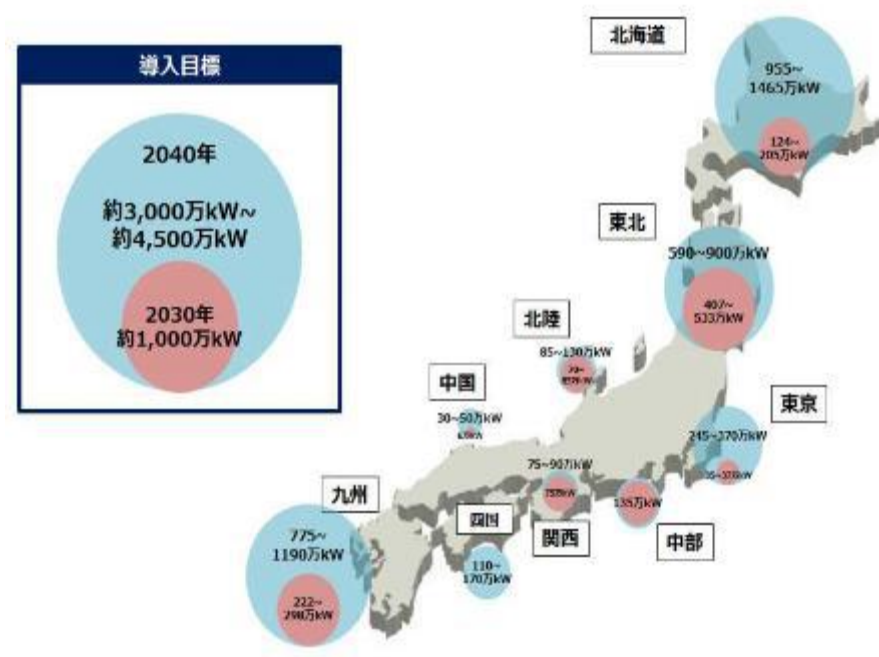 導入目標
2040年
約3,000万kW~
約4,500万kW
2030年
約1,000万kW
北海道
955~
1465万kW
124~
205万kW
東北
590~900万kW
407~
533万kW
北陸
85~130万kW
中国
30~50万kW
東京
245~370万kW
75~90万kW
関西
135万kW
中部
九州
775~
1190万kW
222~
298万kW
四国
110~
170万kW